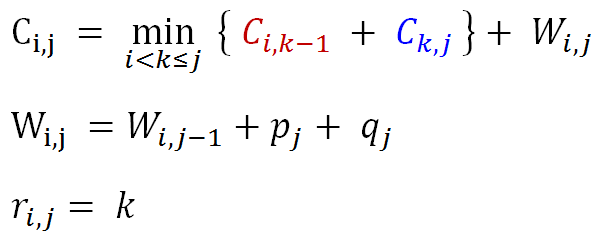 C_{i,j} = min_{i<k≤j} { C_{i,k−1} + C_{k,j} } + W_{i,j}
W_{i,j} = W_{i,j−1} + p_j + q_j
r_{i,j} = k